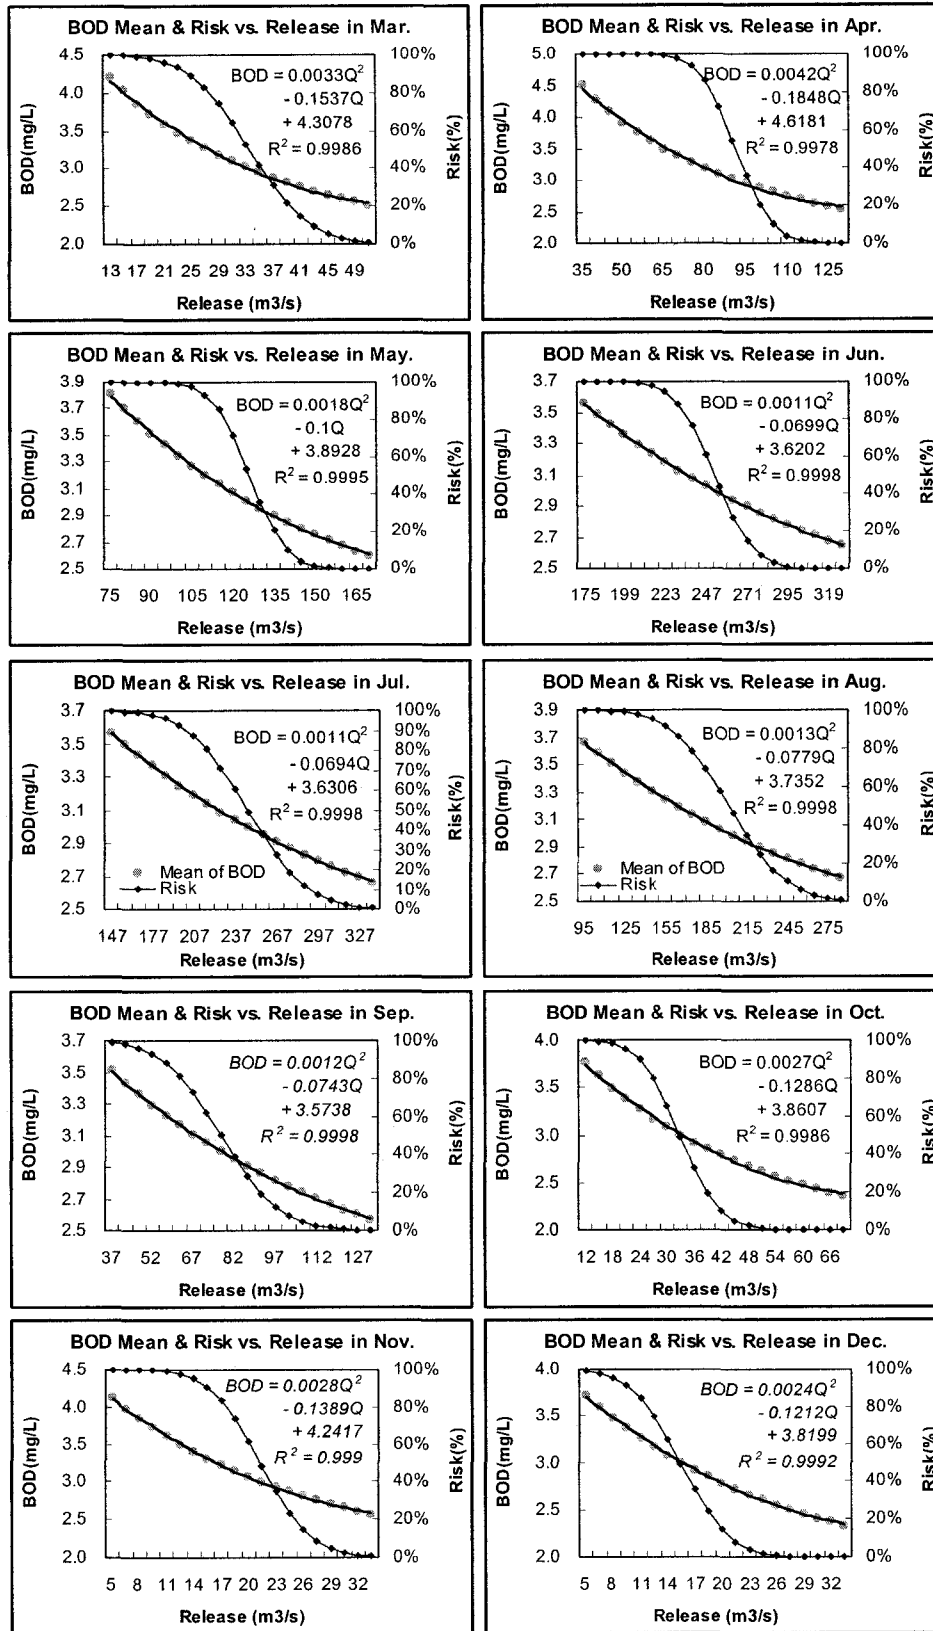 BOD Mean & Risk vs. Release in Mar.
BOD(mg/L)
4.5
4.0
3.5
3.0
2.5
2.0
BOD = 0.0033Q²
- 0.1537Q
+ 4.3078
R² = 0.9986
100%
80%
60%
40%
20%
0%
Risk(%)
13 17 21 25 29 33 37 41 45 49
Release (m3/s)
BOD Mean & Risk vs. Release in Apr.
BOD(mg/L)
5.0
4.5
4.0
3.5
3.0
2.5
2.0
BOD = 0.0042Q²
- 0.1848Q
+ 4.6181
R² = 0.9978
100%
80%
60%
40%
20%
0%
Risk(%)
35 50 65 80 95 110 125
Release (m3/s)
BOD Mean & Risk vs. Release in May.
BOD(mg/L)
3.9
3.7
3.5
3.3
3.1
2.9
2.7
2.5
BOD = 0.0018Q²
- 0.1Q
+ 3.8928
R² = 0.9995
100%
80%
60%
40%
20%
0%
Risk(%)
75 90 105 120 135 150 165
Release (m3/s)
BOD Mean & Risk vs. Release in Jun.
BOD(mg/L)
3.7
3.5
3.3
3.1
2.9
2.7
2.5
BOD = 0.0011Q²
- 0.0699Q
+ 3.6202
R² = 0.9998
100%
80%
60%
40%
20%
0%
Risk(%)
175 199 223 247 271 295 319
Release (m3/s)
BOD Mean & Risk vs. Release in Jul.
BOD(mg/L)
3.7
3.5
3.3
3.1
2.9
2.7
2.5
BOD = 0.0011Q²
- 0.0694Q
+ 3.6306
R² = 0.9998
Mean of BOD
Risk
100%
90%
80%
70%
60%
50%
40%
30%
20%
10%
0%
Risk(%)
147 177 207 237 267 297 327
Release (m3/s)
BOD Mean & Risk vs. Release in Aug.
BOD(mg/L)
3.9
3.7
3.5
3.3
3.1
2.9
2.7
2.5
BOD = 0.0013Q²
- 0.0779Q
+ 3.7352
R² = 0.9998
Mean of BOD
Risk
100%
80%
60%
40%
20%
0%
Risk(%)
95 125 155 185 215 245 275
Release (m3/s)
BOD Mean & Risk vs. Release in Sep.
BOD(mg/L)
3.7
3.5
3.3
3.1
2.9
2.7
2.5
BOD = 0.0012Q²
- 0.0743Q
+ 3.5738
R² = 0.9998
100%
80%
60%
40%
20%
0%
Risk(%)
37 52 67 82 97 112 127
Release (m3/s)
BOD Mean & Risk vs. Release in Oct.
BOD(mg/L)
4.0
3.5
3.0
2.5
2.0
BOD = 0.0027Q²
- 0.1286Q
+ 3.8607
R² = 0.9986
100%
80%
60%
40%
20%
0%
Risk(%)
12 18 24 30 36 42 48 54 60 66
Release (m3/s)
BOD Mean & Risk vs. Release in Nov.
BOD(mg/L)
4.5
4.0
3.5
3.0
2.5
2.0
BOD = 0.0028Q²
- 0.1389Q
+ 4.2417
R² = 0.999
100%
80%
60%
40%
20%
0%
Risk(%)
5 8 11 14 17 20 23 26 29 32
Release (m3/s)
BOD Mean & Risk vs. Release in Dec.
BOD(mg/L)
4.0
3.5
3.0
2.5
2.0
BOD = 0.0024Q²
- 0.1212Q
+ 3.8199
R² = 0.9992
100%
80%
60%
40%
20%
0%
Risk(%)
5 8 11 14 17 20 23 26 29 32
Release (m3/s)